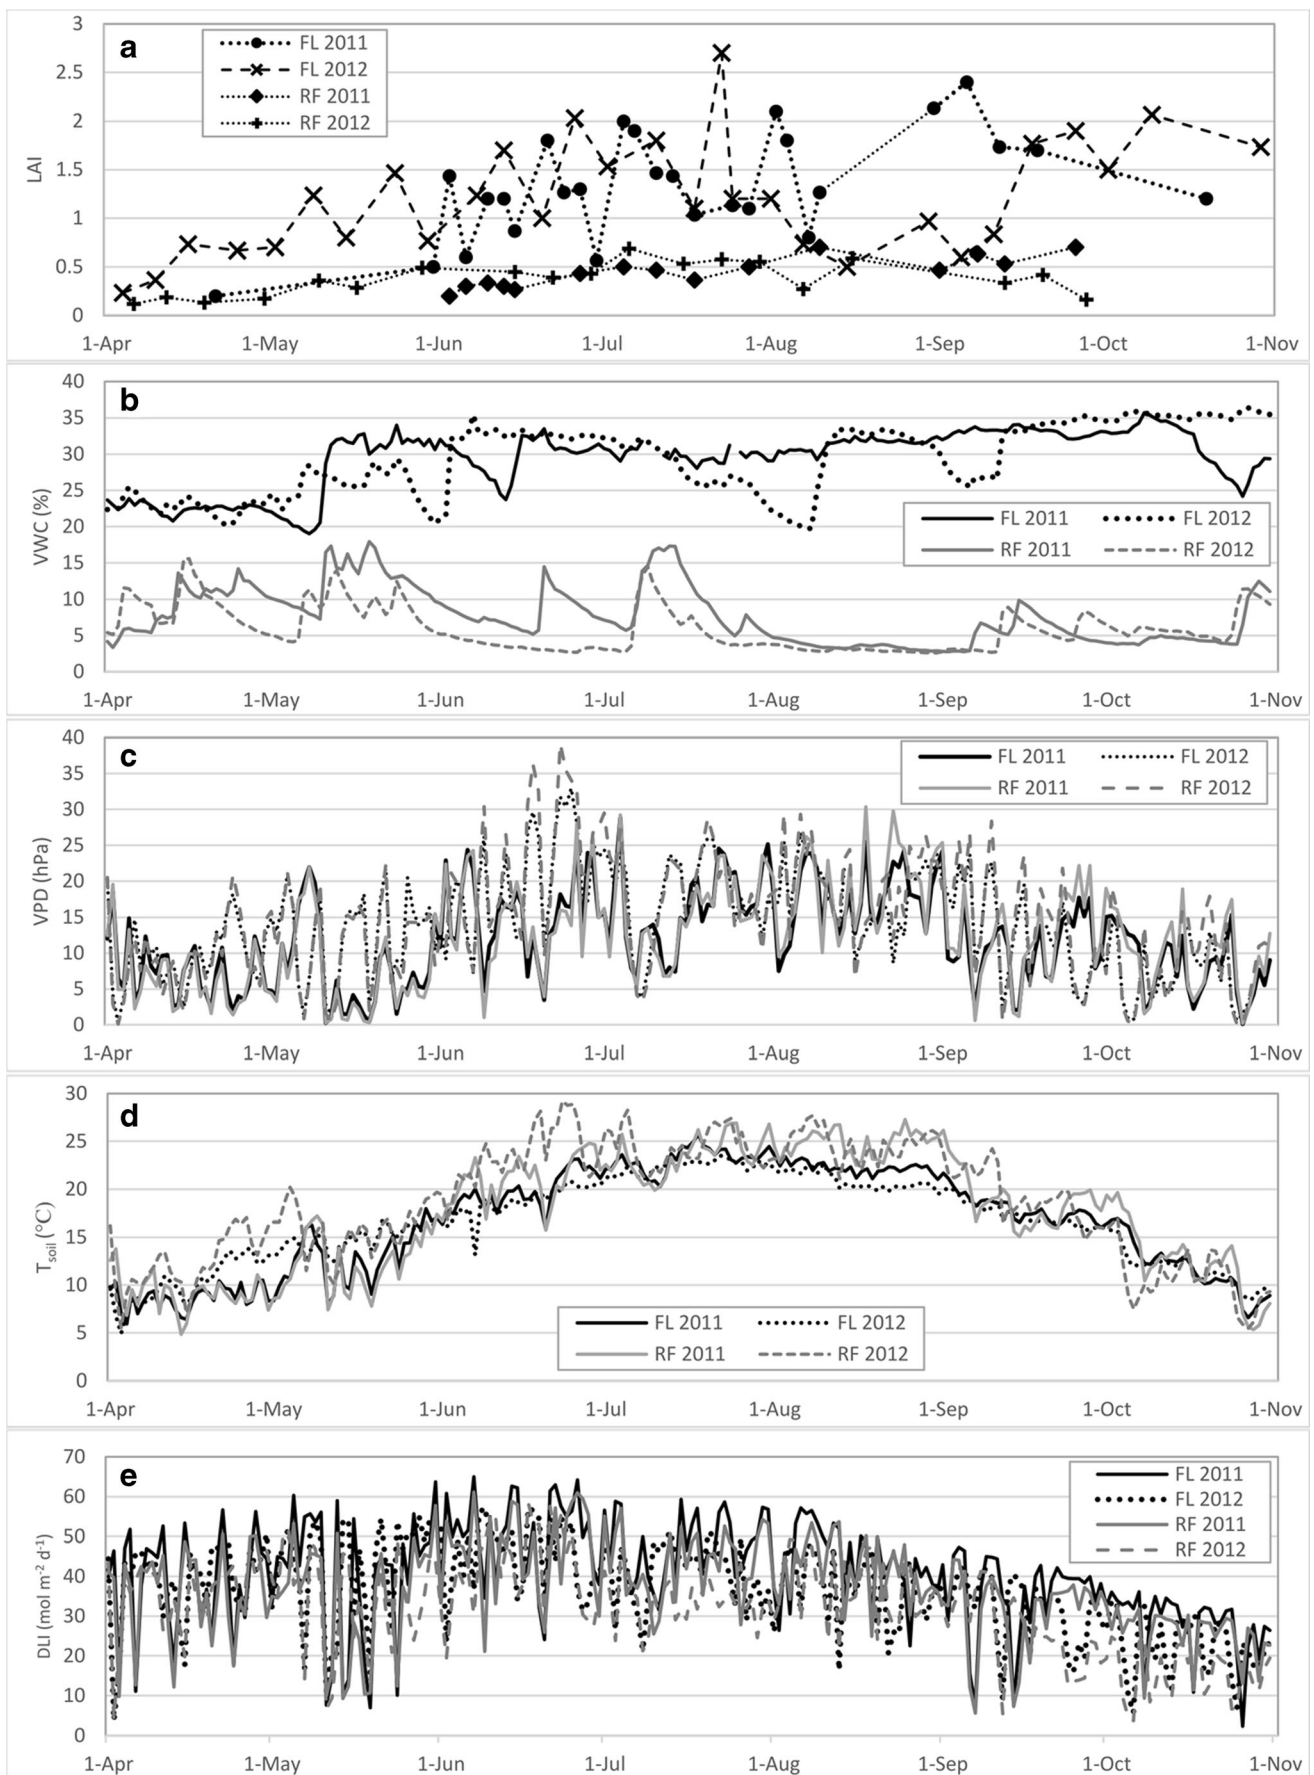 a
3
2.5
2
1.5
1
0.5
0
LAI
FL 2011
FL 2012
RF 2011
RF 2012
1-Apr 1-May 1-Jun 1-Jul 1-Aug 1-Sep 1-Oct 1-Nov
b
40
35
30
25
20
15
10
5
0
VWC (%)
FL 2011 FL 2012
RF 2011 RF 2012
1-Apr 1-May 1-Jun 1-Jul 1-Aug 1-Sep 1-Oct 1-Nov
c
40
35
30
25
20
15
10
5
0
VPD (hPa)
FL 2011 FL 2012
RF 2011 RF 2012
1-Apr 1-May 1-Jun 1-Jul 1-Aug 1-Sep 1-Oct 1-Nov
d
30
25
20
15
10
5
0
Tsoil (°C)
FL 2011 FL 2012
RF 2011 RF 2012
1-Apr 1-May 1-Jun 1-Jul 1-Aug 1-Sep 1-Oct 1-Nov
e
70
60
50
40
30
20
10
0
DLI (mol m-2 d-1)
FL 2011
FL 2012
RF 2011
RF 2012
1-Apr 1-May 1-Jun 1-Jul 1-Aug 1-Sep 1-Oct 1-Nov